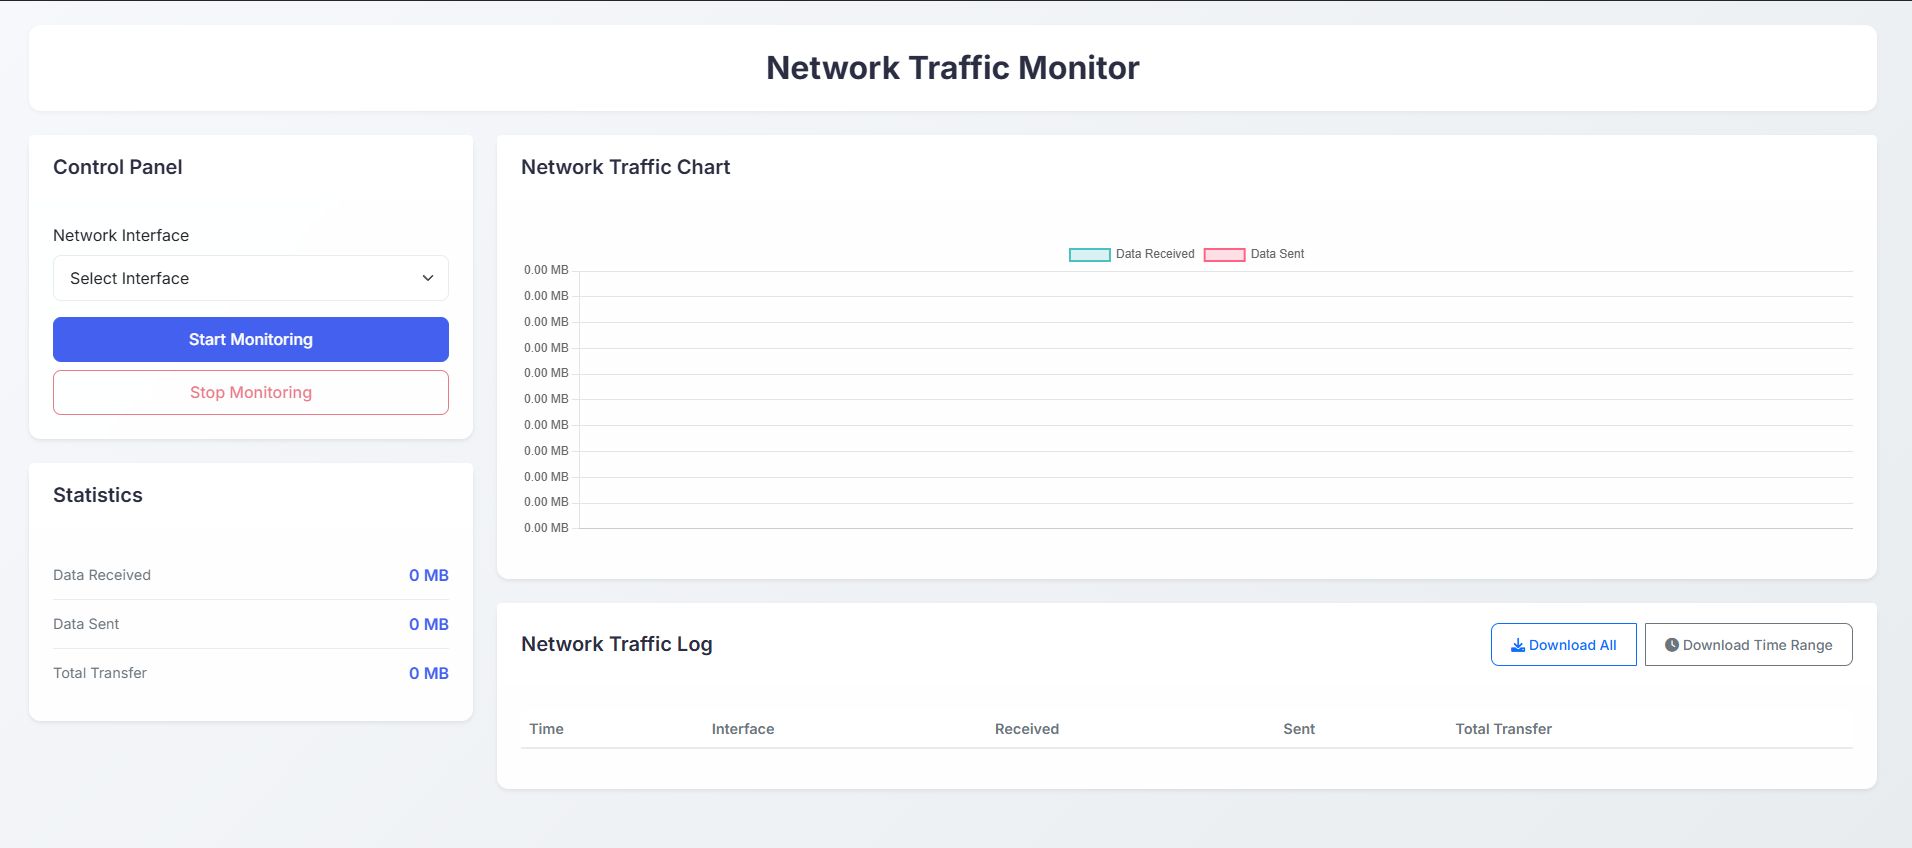 Network Traffic Monitor
Control Panel
Network Interface
Select Interface
Start Monitoring
Stop Monitoring
Statistics
Data Received 0 MB
Data Sent 0 MB
Total Transfer 0 MB
Network Traffic Chart
Data Received Data Sent
0.00 MB
0.00 MB
0.00 MB
0.00 MB
0.00 MB
0.00 MB
0.00 MB
0.00 MB
0.00 MB
0.00 MB
0.00 MB
Network Traffic Log
Download All Download Time Range
Time Interface Received Sent Total Transfer